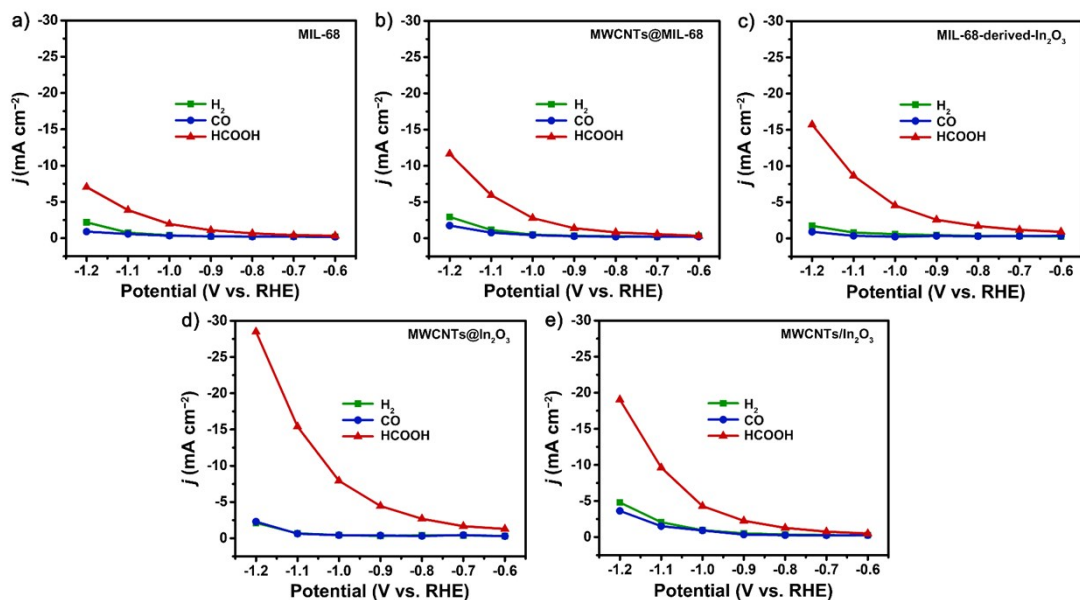 a)
MIL-68
H₂
CO
HCOOH
j (mA cm⁻²)
-30
-25
-20
-15
-10
-5
0
-1.2 -1.1 -1.0 -0.9 -0.8 -0.7 -0.6
Potential (V vs. RHE)
b)
MWCNTs@MIL-68
H₂
CO
HCOOH
j (mA cm⁻²)
-30
-25
-20
-15
-10
-5
0
-1.2 -1.1 -1.0 -0.9 -0.8 -0.7 -0.6
Potential (V vs. RHE)
c)
MIL-68-derived-In₂O₃
H₂
CO
HCOOH
j (mA cm⁻²)
-30
-25
-20
-15
-10
-5
0
-1.2 -1.1 -1.0 -0.9 -0.8 -0.7 -0.6
Potential (V vs. RHE)
d)
MWCNTs@In₂O₃
H₂
CO
HCOOH
j (mA cm⁻²)
-30
-25
-20
-15
-10
-5
0
-1.2 -1.1 -1.0 -0.9 -0.8 -0.7 -0.6
Potential (V vs. RHE)
e)
MWCNTs/In₂O₃
H₂
CO
HCOOH
j (mA cm⁻²)
-30
-25
-20
-15
-10
-5
0
-1.2 -1.1 -1.0 -0.9 -0.8 -0.7 -0.6
Potential (V vs. RHE)